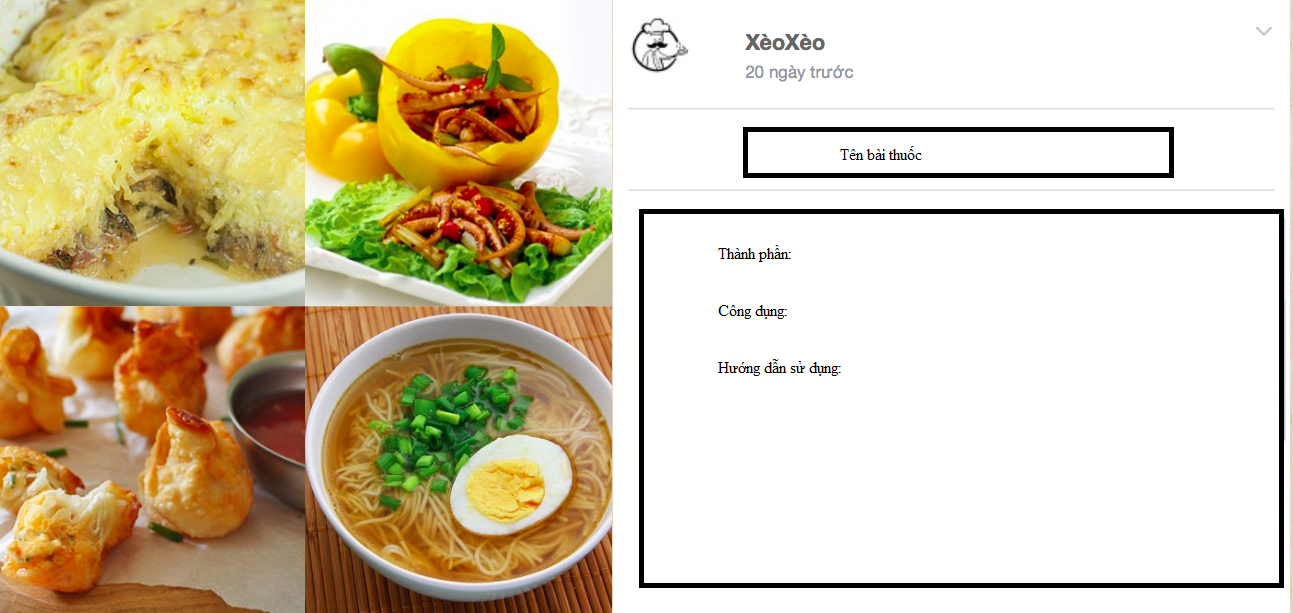 XèoXèo
20 ngày trước
Tên bài thuốc
Thành phần:
Công dụng:
Hướng dẫn sử dụng: